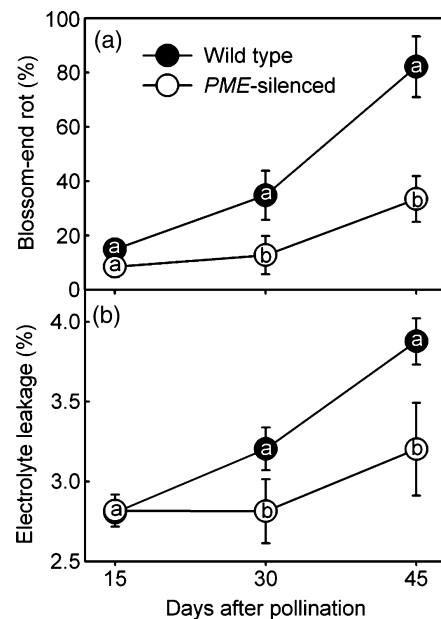 (a)
Wild type
PME-silenced
Blossom-end rot (%)
100
80
60
40
20
0
a
a
a
a
b
b
(b)
Electrolyte leakage (%)
4.0
3.5
3.0
2.5
a
a
a
b
b
15
30
45
Days after pollination